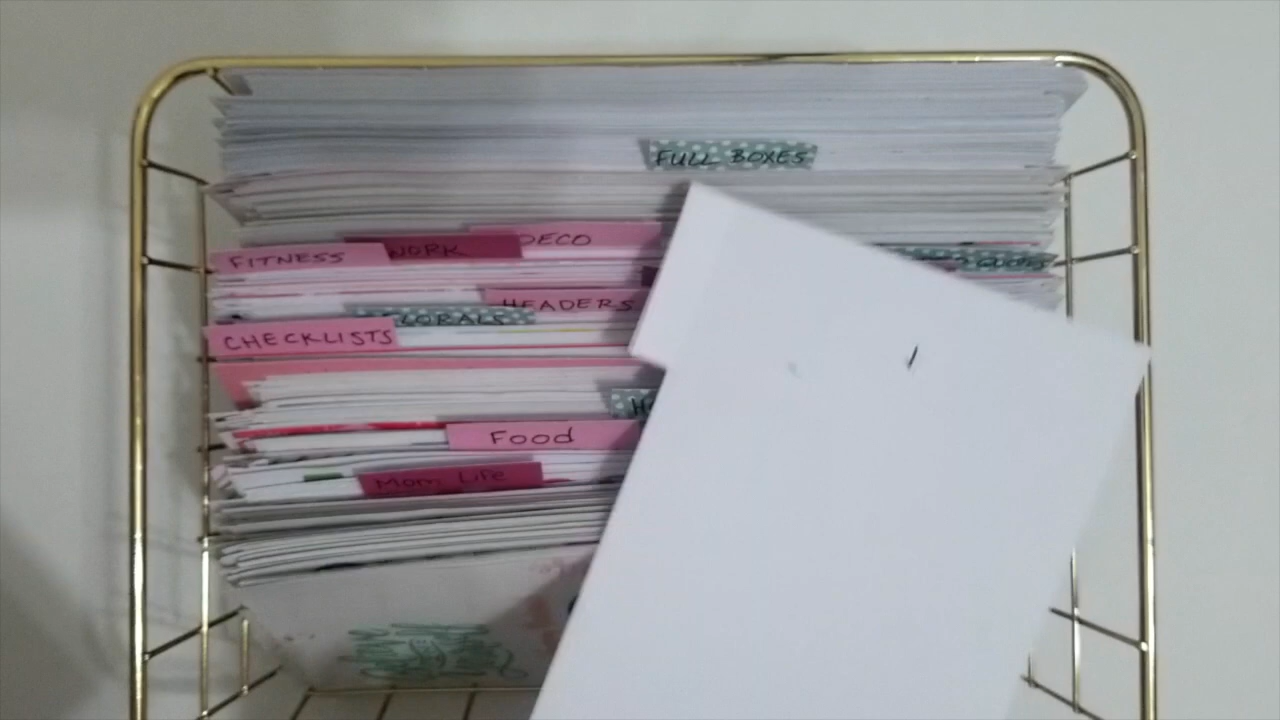 FULL BOXES
DECO
WORK
FITNESS
HEADERS
FLORALS
CHECKLISTS
Food
Mom Life